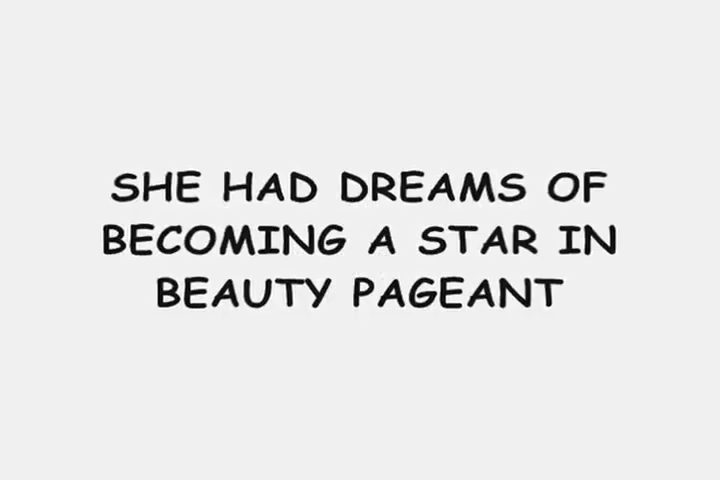 SHE HAD DREAMS OF
BECOMING A STAR IN
BEAUTY PAGEANT